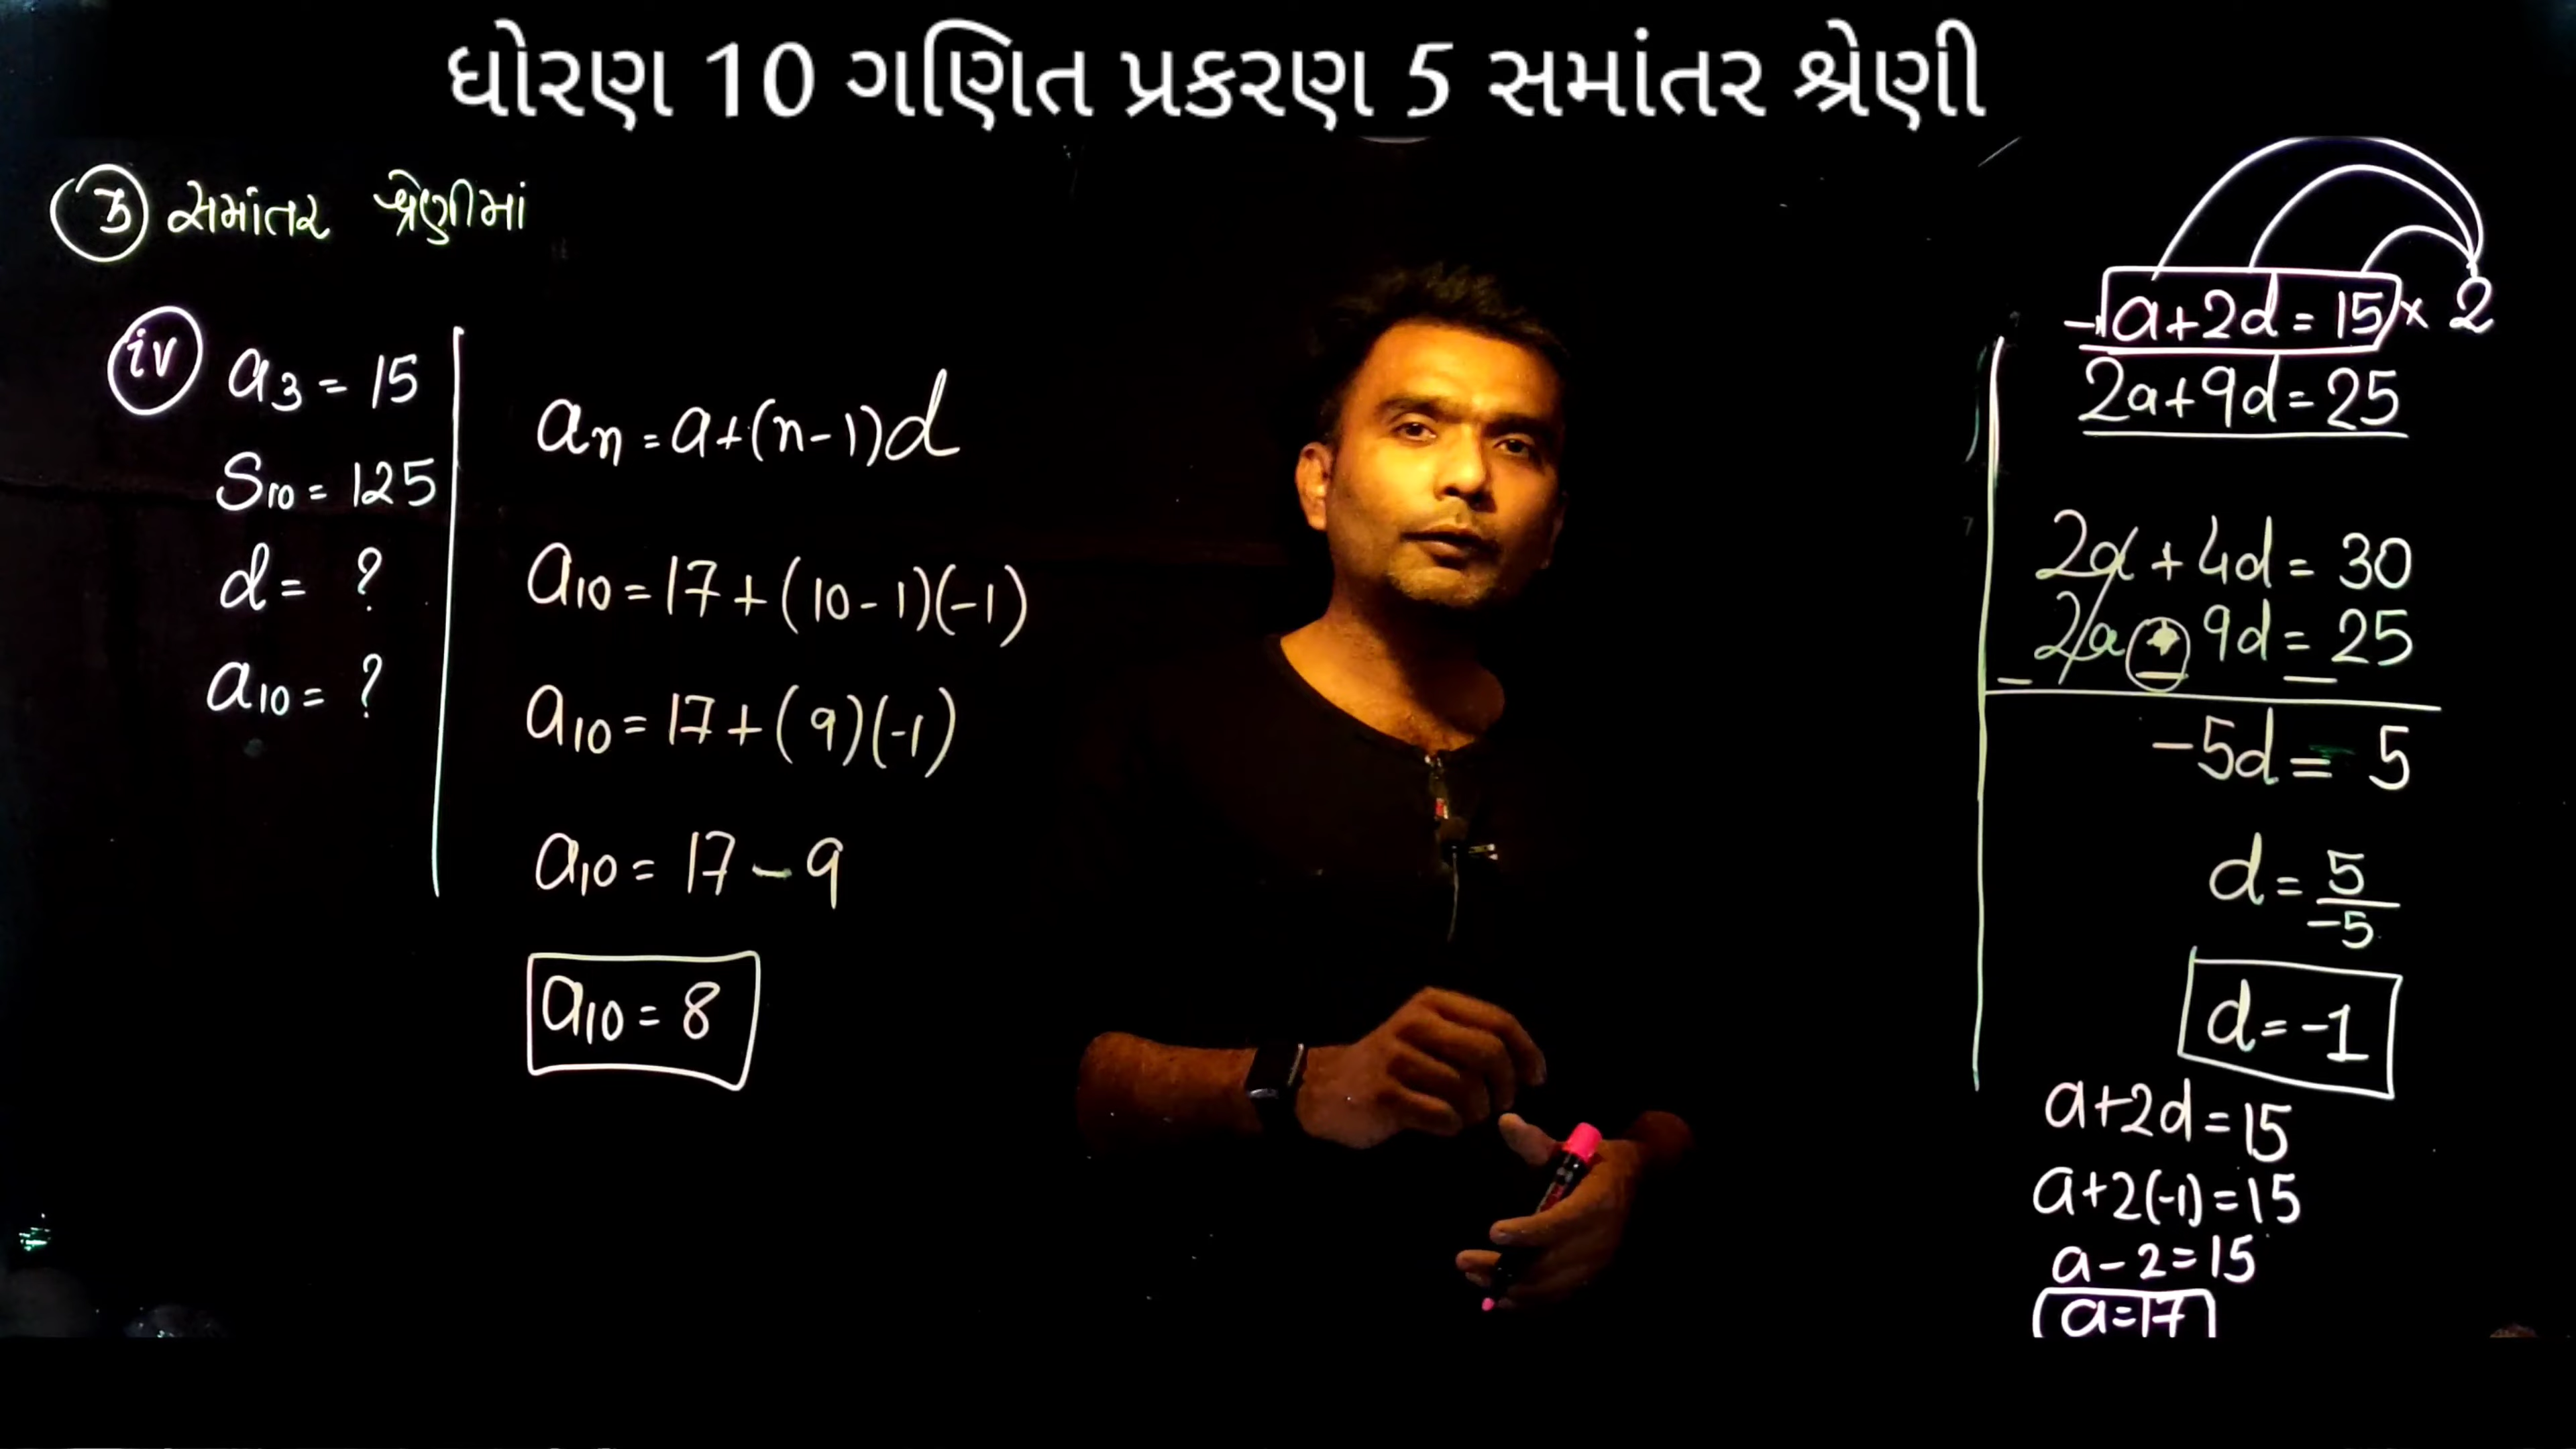 ધોરણ 10 ગણિત પ્રકરણ 5 સમાંતર શ્રેણી
3 સમાંતર શ્રેણીમાં
iv a₃ = 15
S₁₀ = 125
d = ?
a₁₀ = ?
aₙ = a+(n-1)d
a₁₀ = 17+(10-1)(-1)
a₁₀ = 17+(9)(-1)
a₁₀ = 17-9
a₁₀ = 8
a+2d = 15 × 2
2a+9d = 25
2a + 4d = 30
2a + 9d = 25
- - -
-5d = 5
d = 5/-5
d = -1
a+2d = 15
a+2(-1) = 15
a-2 = 15
a = 17